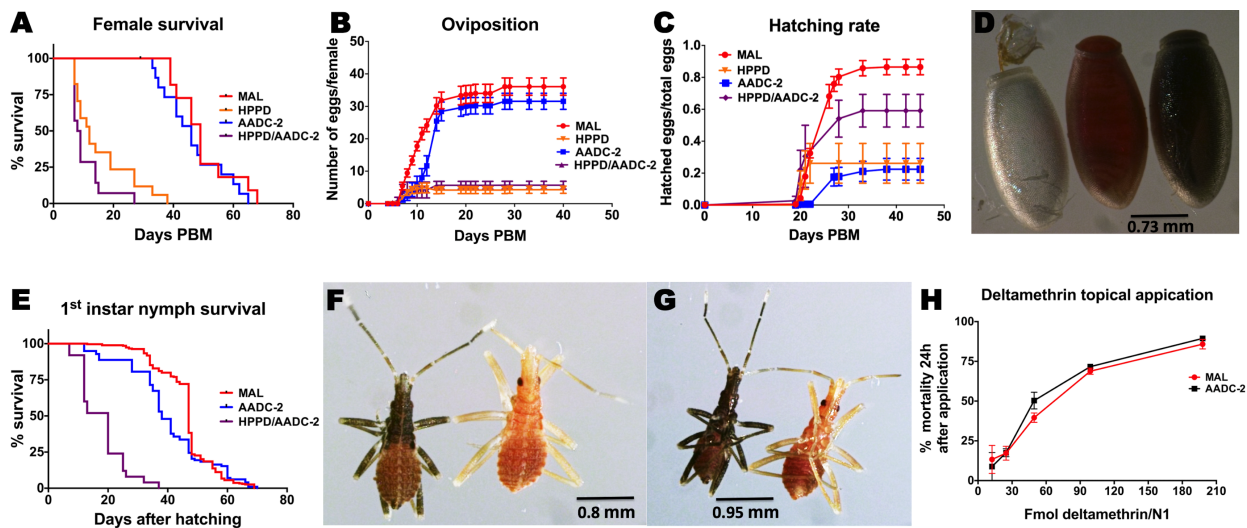 A
Female survival
% survival
100
75
50
25
0
0 20 40 60 80
Days PBM
MAL
HPPD
AADC-2
HPPD/AADC-2
B
Oviposition
Number of eggs/female
50
40
30
20
10
0
0 10 20 30 40 50
Days PBM
MAL
HPPD
AADC-2
HPPD/AADC-2
C
Hatching rate
Hatched eggs/total eggs
1.0
0.8
0.6
0.4
0.2
0.0
0 10 20 30 40 50
Days PBM
MAL
HPPD
AADC-2
HPPD/AADC-2
D
0.73 mm
E
1st instar nymph survival
% survival
100
75
50
25
0
0 20 40 60 80
Days after hatching
MAL
AADC-2
HPPD/AADC-2
F
0.8 mm
G
0.95 mm
H
Deltamethrin topical appication
% mortality 24h
after application
100
75
50
25
0
0 30 60 90 120 150 180 210
Fmol deltamethrin/N1
MAL
AADC-2